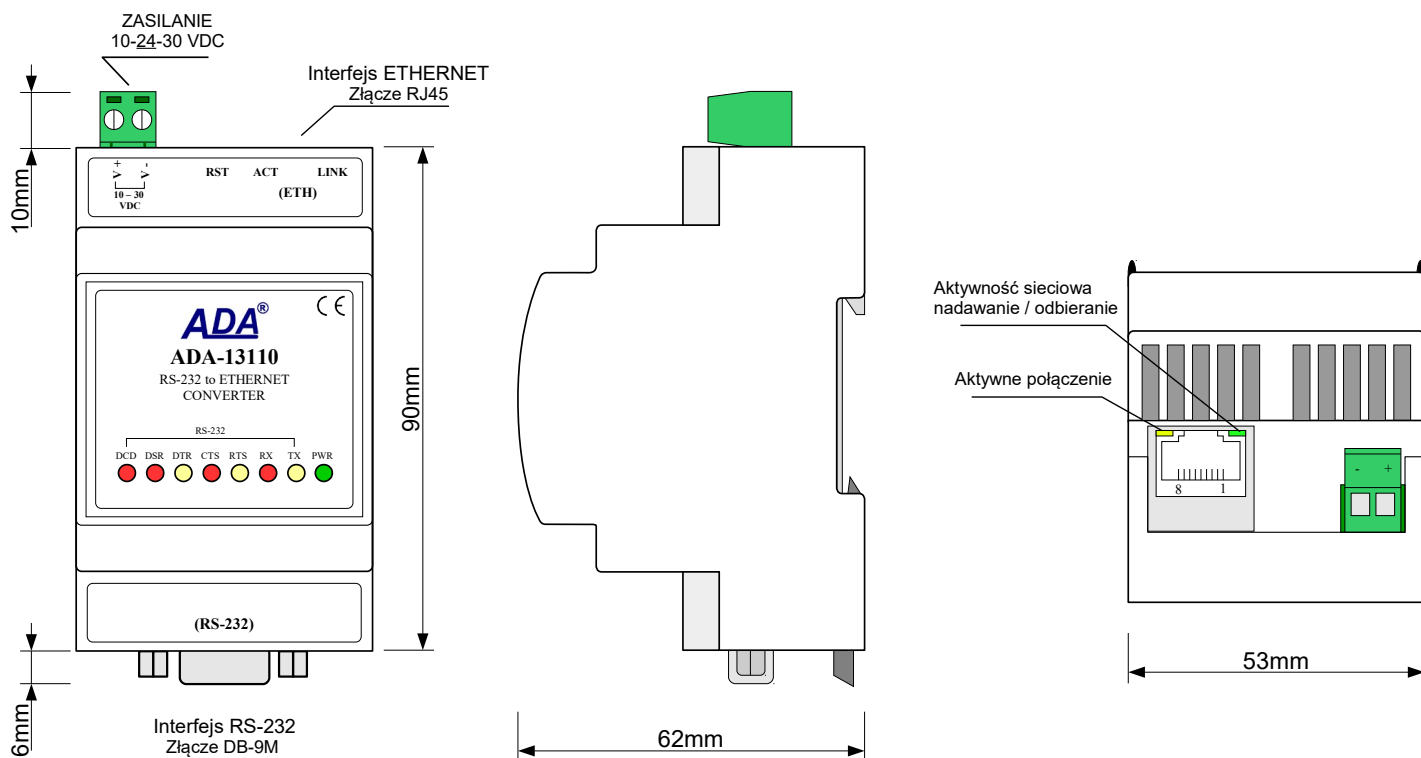 ZASILANIE
10-24-30 VDC
Interfejs ETHERNET
Złącze RJ45
10mm
V +
V -
10 – 30
VDC
RST ACT LINK
(ETH)
ADA®
CE
ADA-13110
RS-232 to ETHERNET
CONVERTER
RS-232
DCD DSR DTR CTS RTS RX TX PWR
(RS-232)
90mm
6mm
Interfejs RS-232
Złącze DB-9M
62mm
Aktywność sieciowa
nadawanie / odbieranie
Aktywne połączenie
8 1
- +
53mm